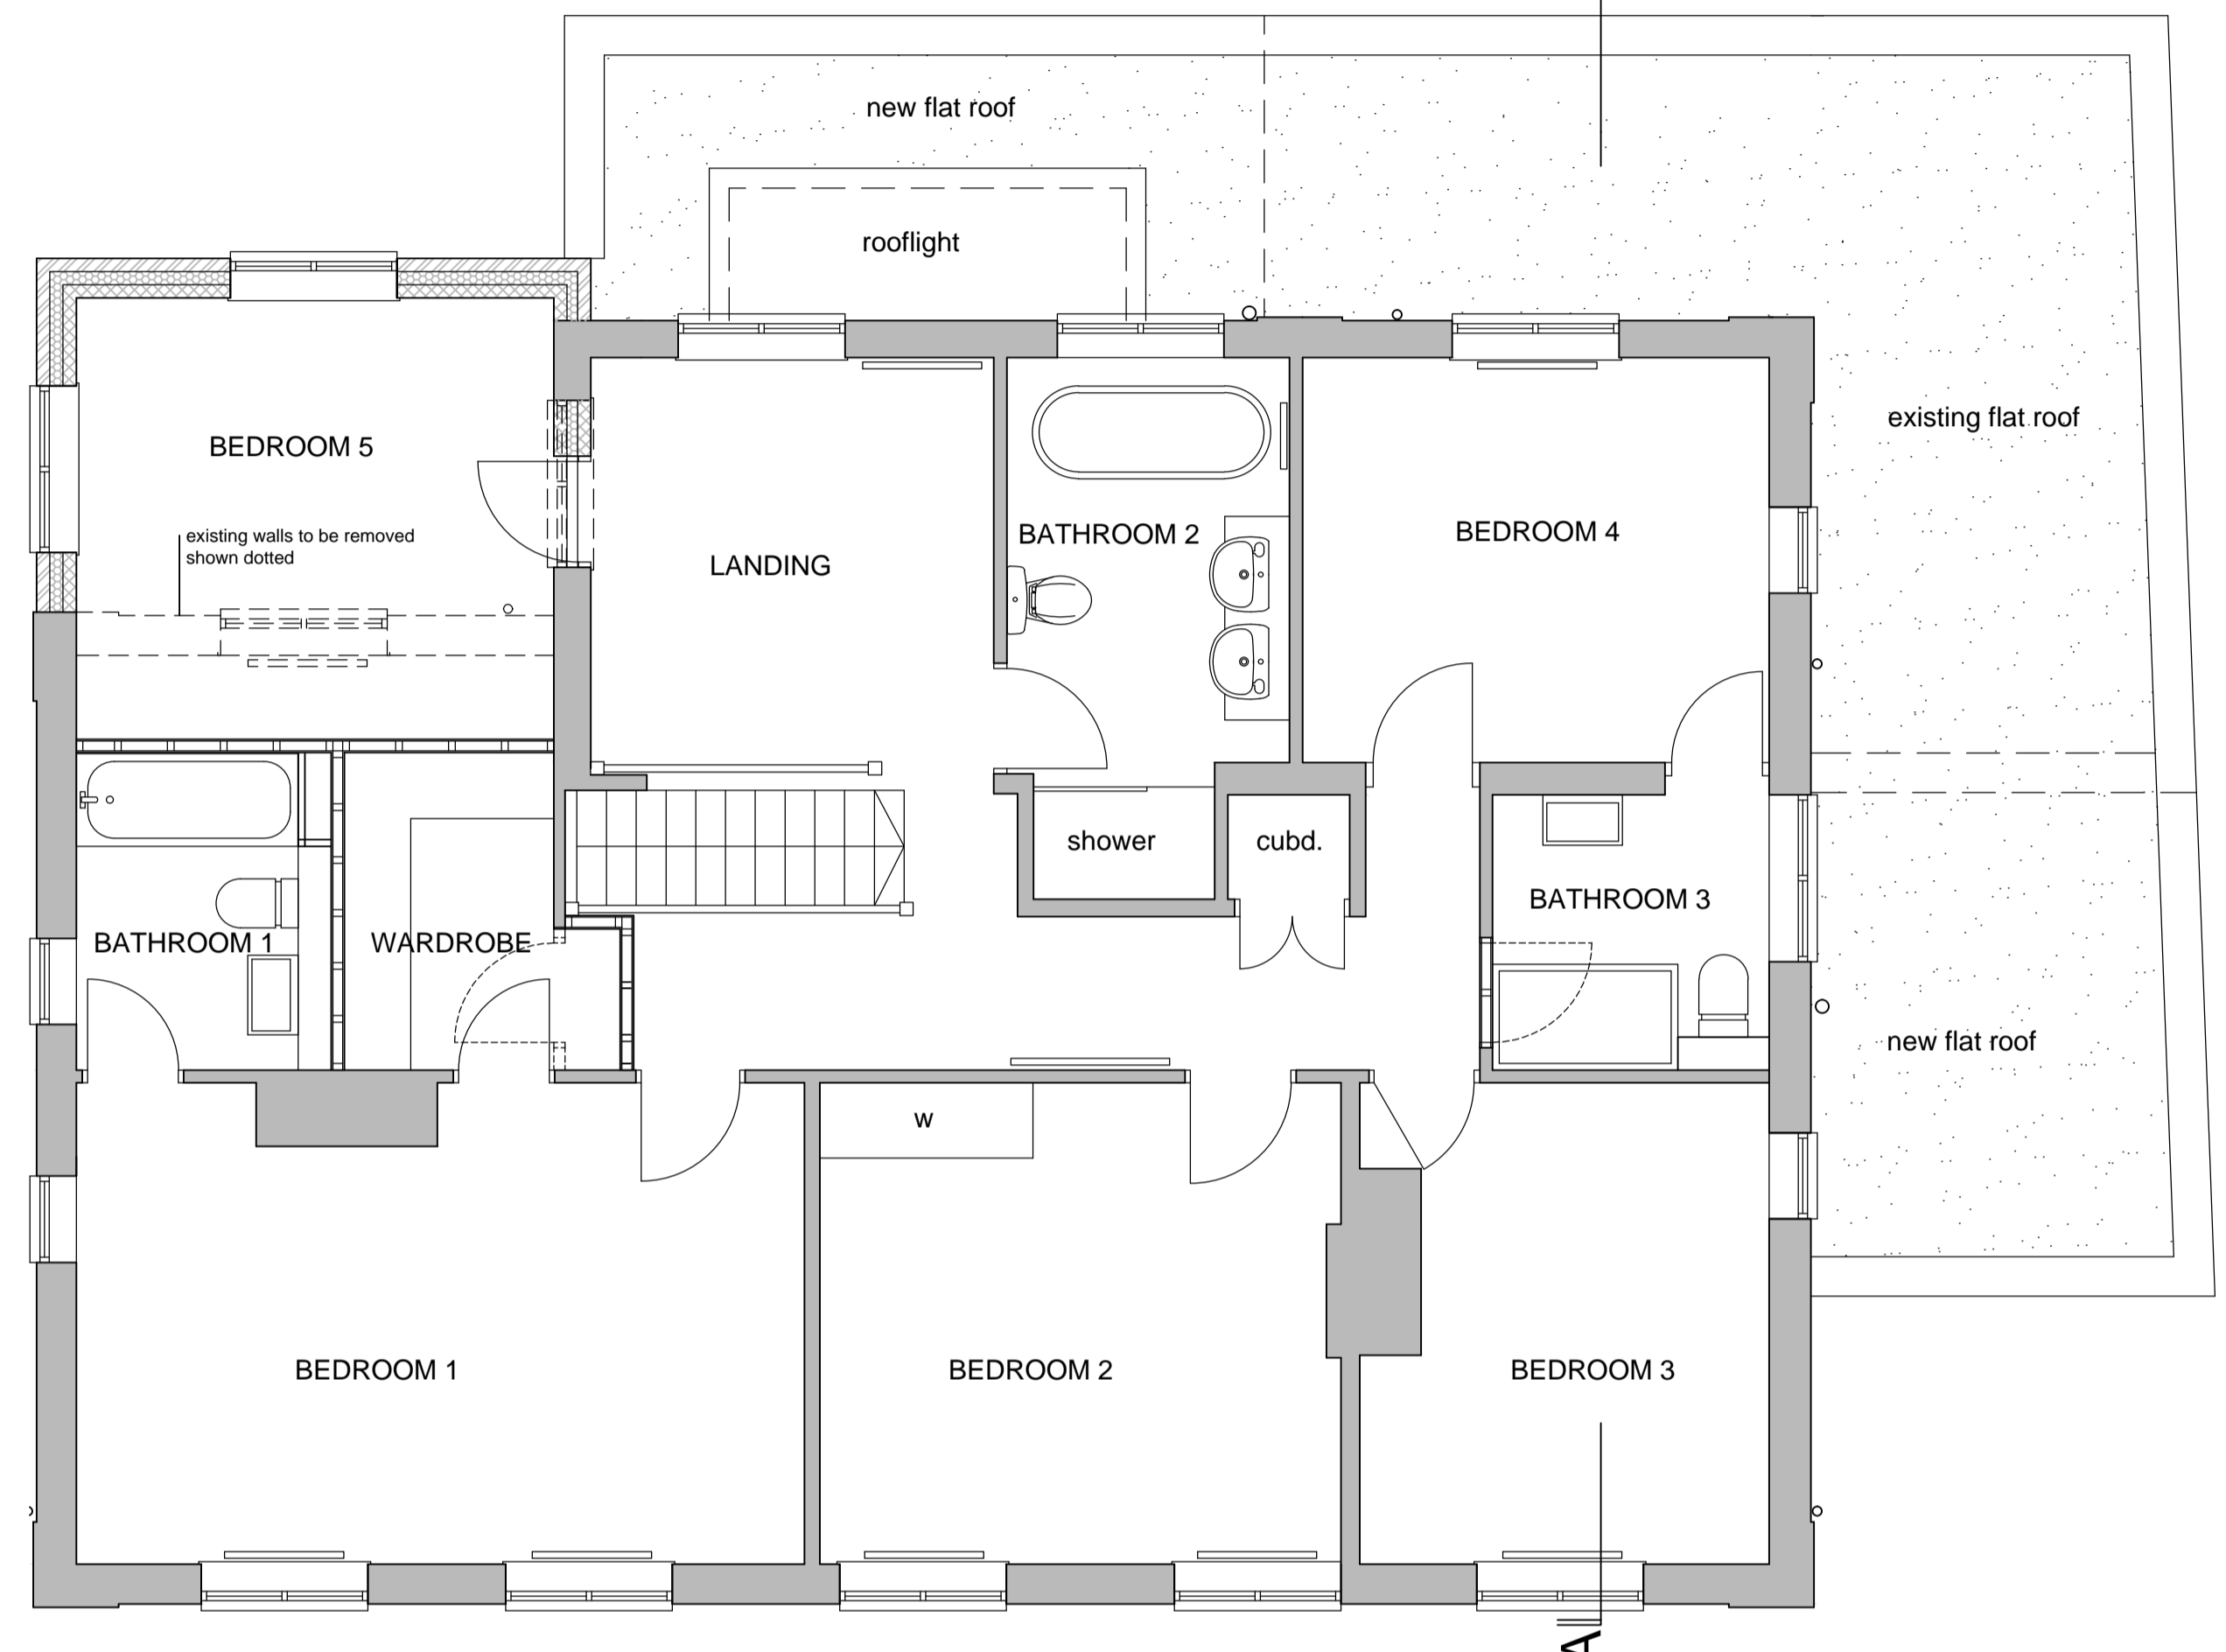 new flat roof
rooflight
existing flat roof
BEDROOM 5
existing walls to be removed
shown dotted
LANDING
BATHROOM 2
BEDROOM 4
shower
cubd.
BATHROOM 3
BATHROOM 1
WARDROBE
new flat roof
w
BEDROOM 1
BEDROOM 2
BEDROOM 3
A